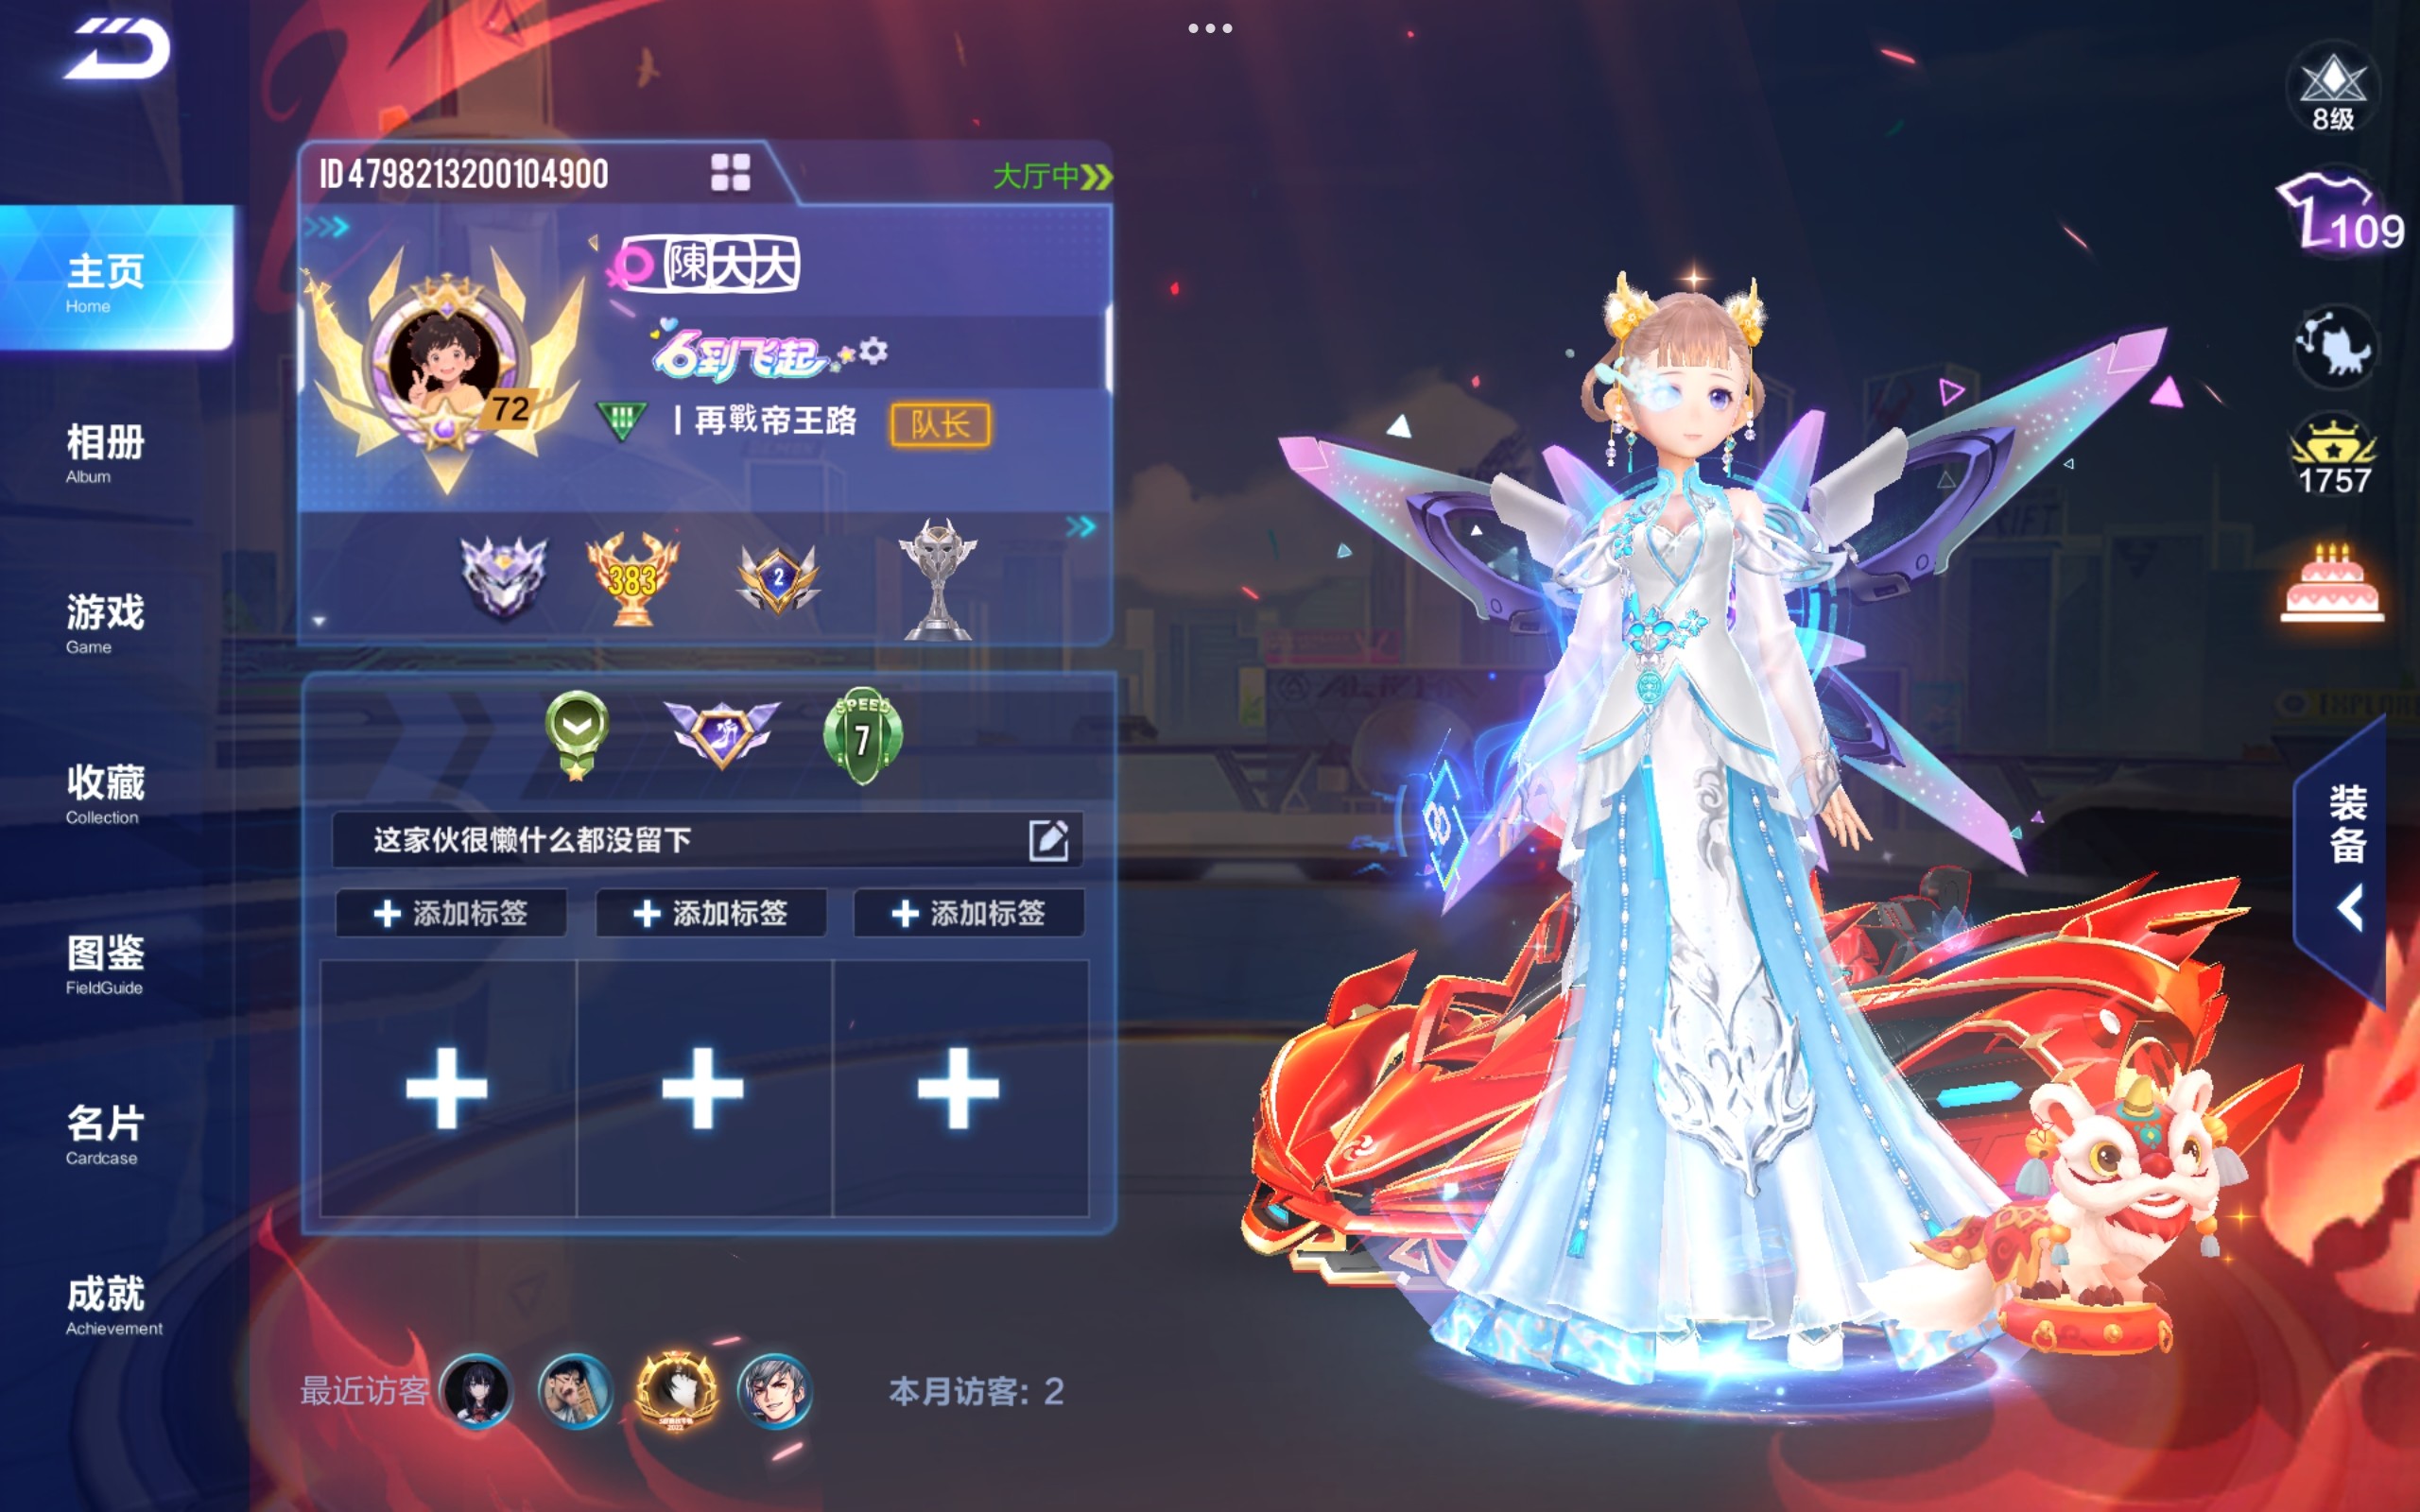 ID4798213200104900
大厅中
陳大大
6到飞起
72
再戰帝王路
队长
383
2
SPEED
7
这家伙很懒什么都没留下
添加标签
添加标签
添加标签
最近访客
本月访客: 2
主页
Home
相册
Album
游戏
Game
收藏
Collection
图鉴
FieldGuide
名片
Cardcase
成就
Achievement
8级
L109
1757
装备